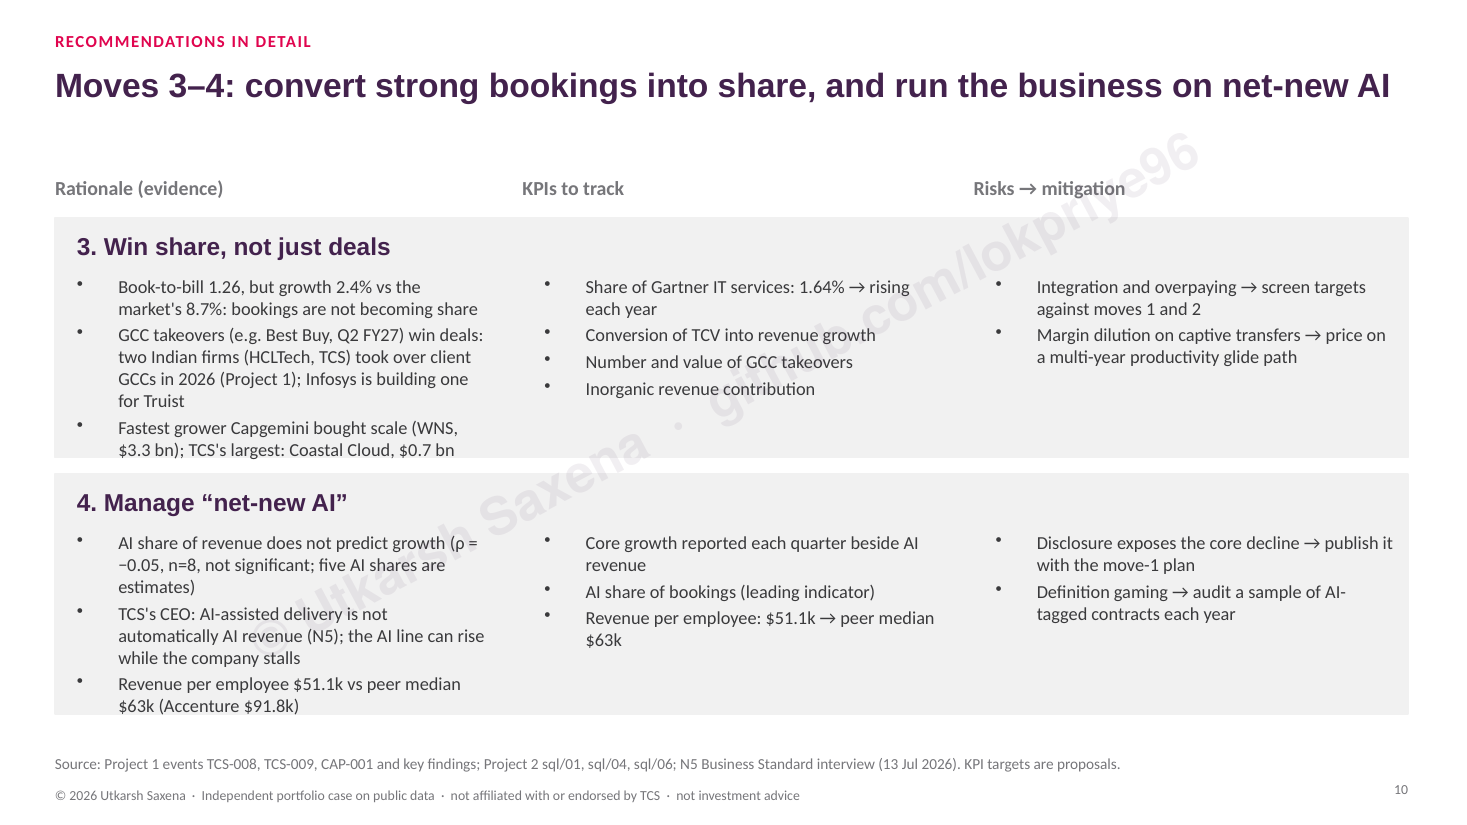 RECOMMENDATIONS IN DETAIL
Moves 3–4: convert strong bookings into share, and run the business on net-new AI
Rationale (evidence)
KPIs to track
Risks → mitigation
3. Win share, not just deals
• Book-to-bill 1.26, but growth 2.4% vs the
market's 8.7%: bookings are not becoming share
• GCC takeovers (e.g. Best Buy, Q2 FY27) win deals:
two Indian firms (HCLTech, TCS) took over client
GCCs in 2026 (Project 1); Infosys is building one
for Truist
• Fastest grower Capgemini bought scale (WNS,
$3.3 bn); TCS's largest: Coastal Cloud, $0.7 bn
• Share of Gartner IT services: 1.64% → rising
each year
• Conversion of TCV into revenue growth
• Number and value of GCC takeovers
• Inorganic revenue contribution
• Integration and overpaying → screen targets
against moves 1 and 2
• Margin dilution on captive transfers → price on
a multi-year productivity glide path
4. Manage “net-new AI”
• AI share of revenue does not predict growth (ρ =
−0.05, n=8, not significant; five AI shares are
estimates)
• TCS's CEO: AI-assisted delivery is not
automatically AI revenue (N5); the AI line can rise
while the company stalls
• Revenue per employee $51.1k vs peer median
$63k (Accenture $91.8k)
• Core growth reported each quarter beside AI
revenue
• AI share of bookings (leading indicator)
• Revenue per employee: $51.1k → peer median
$63k
• Disclosure exposes the core decline → publish it
with the move-1 plan
• Definition gaming → audit a sample of AI-
tagged contracts each year
© Utkarsh Saxena · github.com/lokpriye96
Source: Project 1 events TCS-008, TCS-009, CAP-001 and key findings; Project 2 sql/01, sql/04, sql/06; N5 Business Standard interview (13 Jul 2026). KPI targets are proposals.
© 2026 Utkarsh Saxena · Independent portfolio case on public data · not affiliated with or endorsed by TCS · not investment advice
10